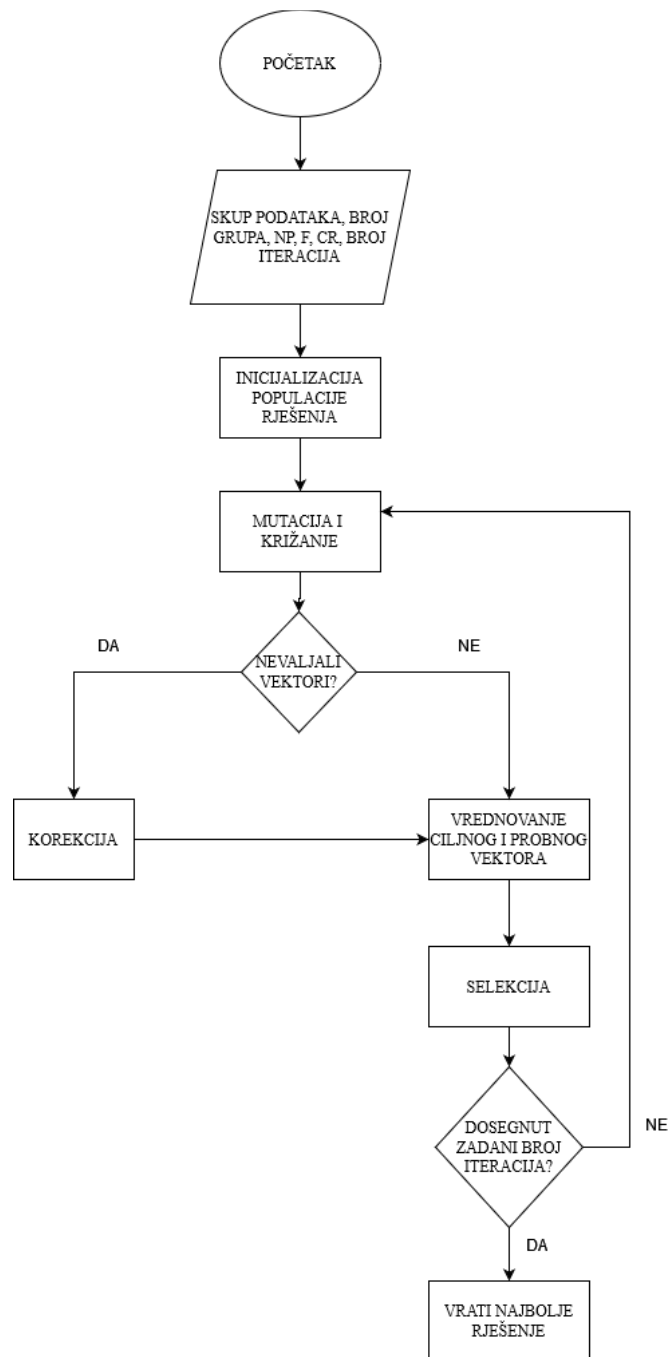 POČETAK
SKUP PODATAKA, BROJ
GRUPA, NP, F, CR, BROJ
ITERACIJA
INICIJALIZACIJA
POPULACIJE
RJEŠENJA
MUTACIJA I
KRIŽANJE
DA
NEVALJALI
VEKTORI?
NE
KOREKCIJA
VREDNOVANJE
CILJNOG I PROBNOG
VEKTORA
SELEKCIJA
DOSEGNUT
ZADANI BROJ
ITERACIJA?
NE
DA
VRATI NAJBOLJE
RJEŠENJE